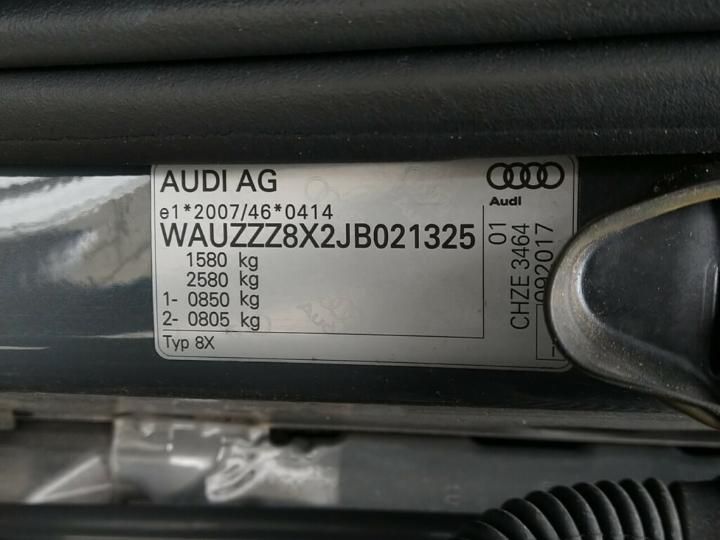 AUDI AG
Audi
e1*2007/46*0414
WAUZZZ8X2JB021325
1580 kg
2580 kg
1- 0850 kg
2- 0805 kg
Typ 8X
01
CHZE 3464
092017